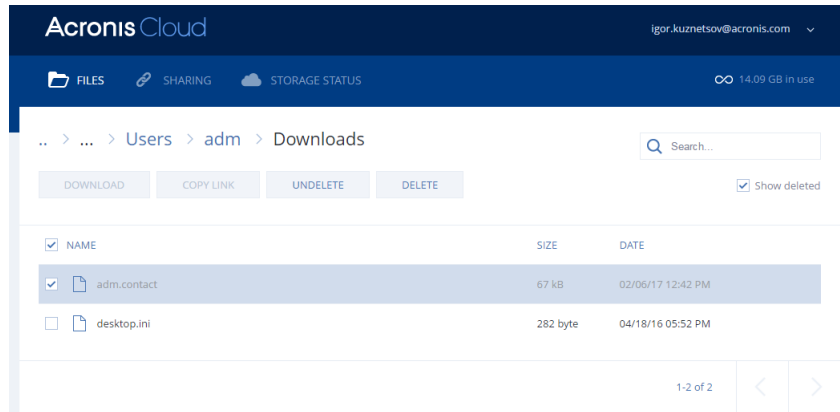 Acronis Cloud
igor.kuznetsov@acronis.com
FILES SHARING STORAGE STATUS 14.09 GB in use
.. > ... > Users > adm > Downloads
Search...
DOWNLOAD COPY LINK UNDELETE DELETE
Show deleted
NAME SIZE DATE
adm.contact 67 kB 02/06/17 12:42 PM
desktop.ini 282 byte 04/18/16 05:52 PM
1-2 of 2